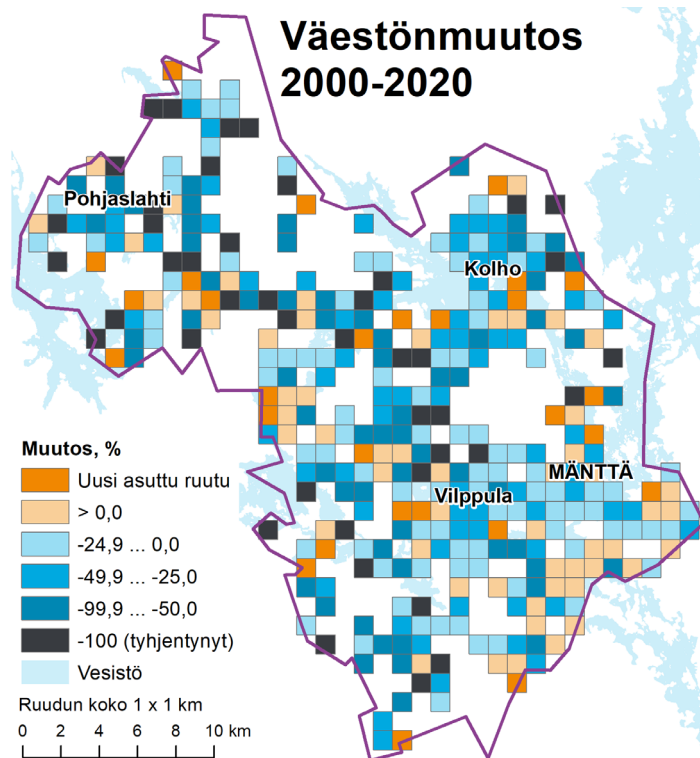 Väestönmuutos
2000-2020
Pohjaslahti
Kolho
MÄNTTÄ
Vilppula
Muutos, %
Uusi asuttu ruutu
> 0,0
-24,9 ... 0,0
-49,9 ... -25,0
-99,9 ... -50,0
-100 (tyhjentynyt)
Vesistö
Ruudun koko 1 x 1 km
0 2 4 6 8 10 km